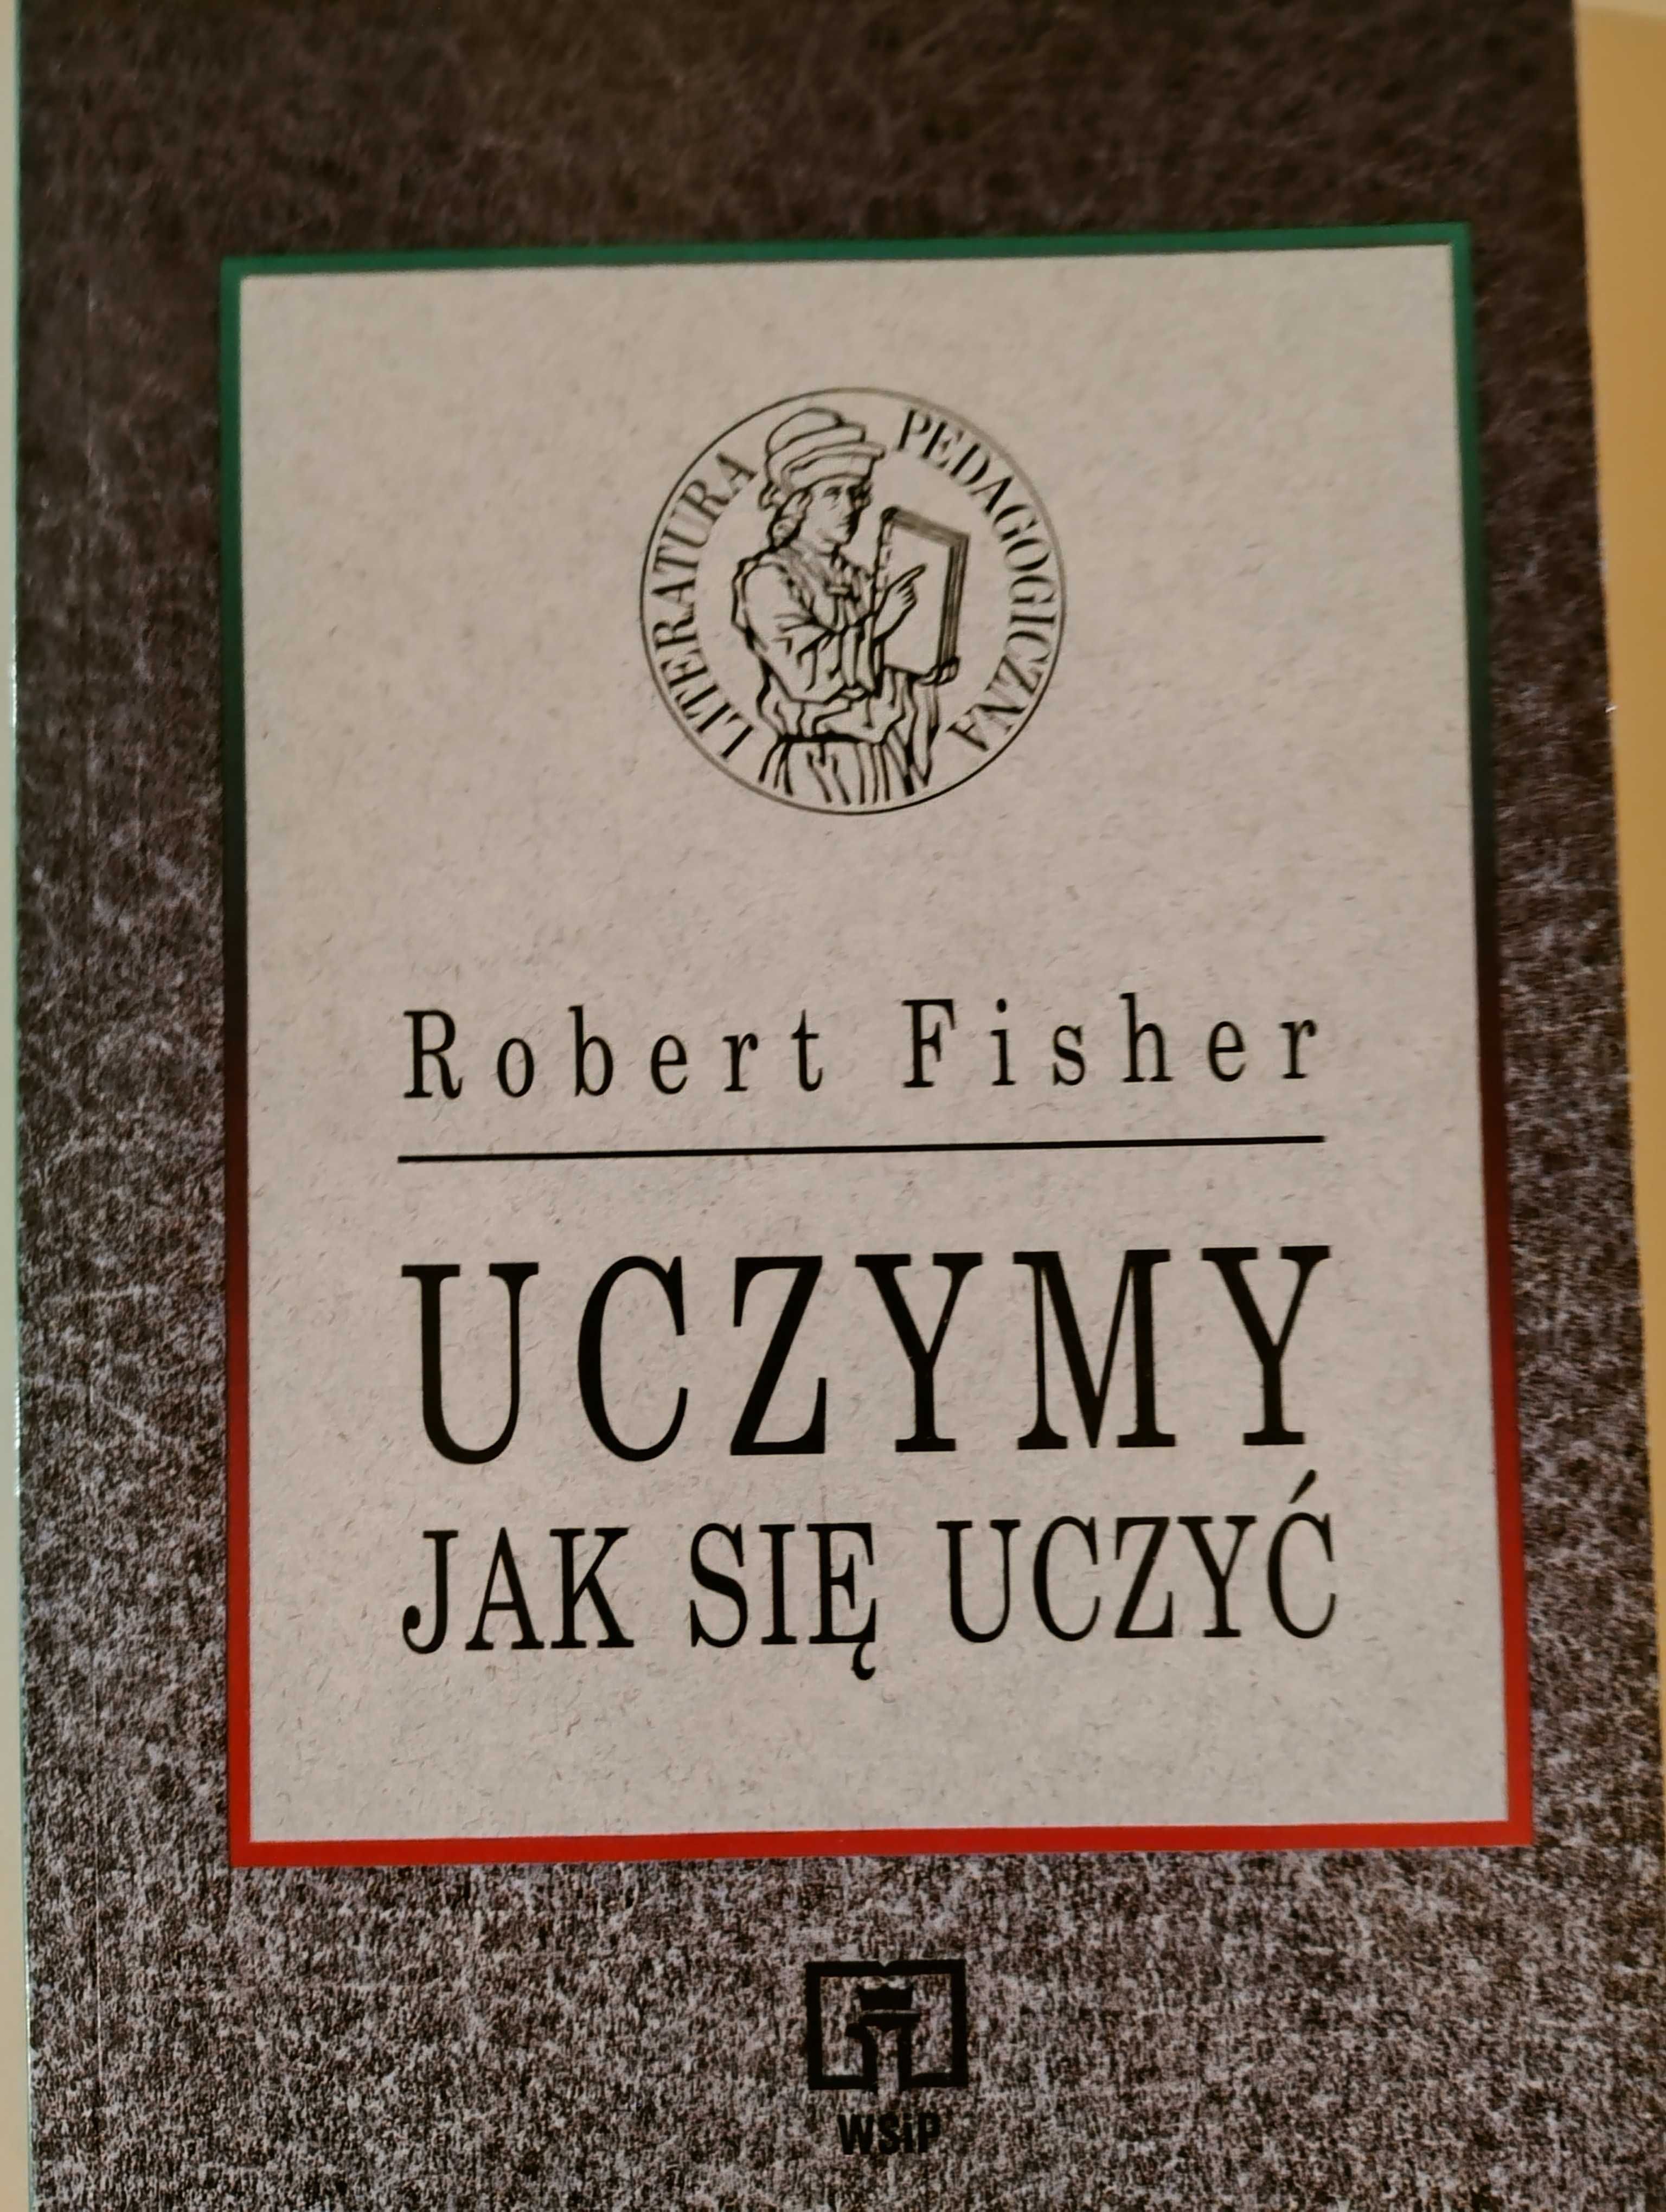 LITERATURA PEDAGOGICZNA
Robert Fisher
UCZYMY
JAK SIĘ UCZYĆ
WSiP